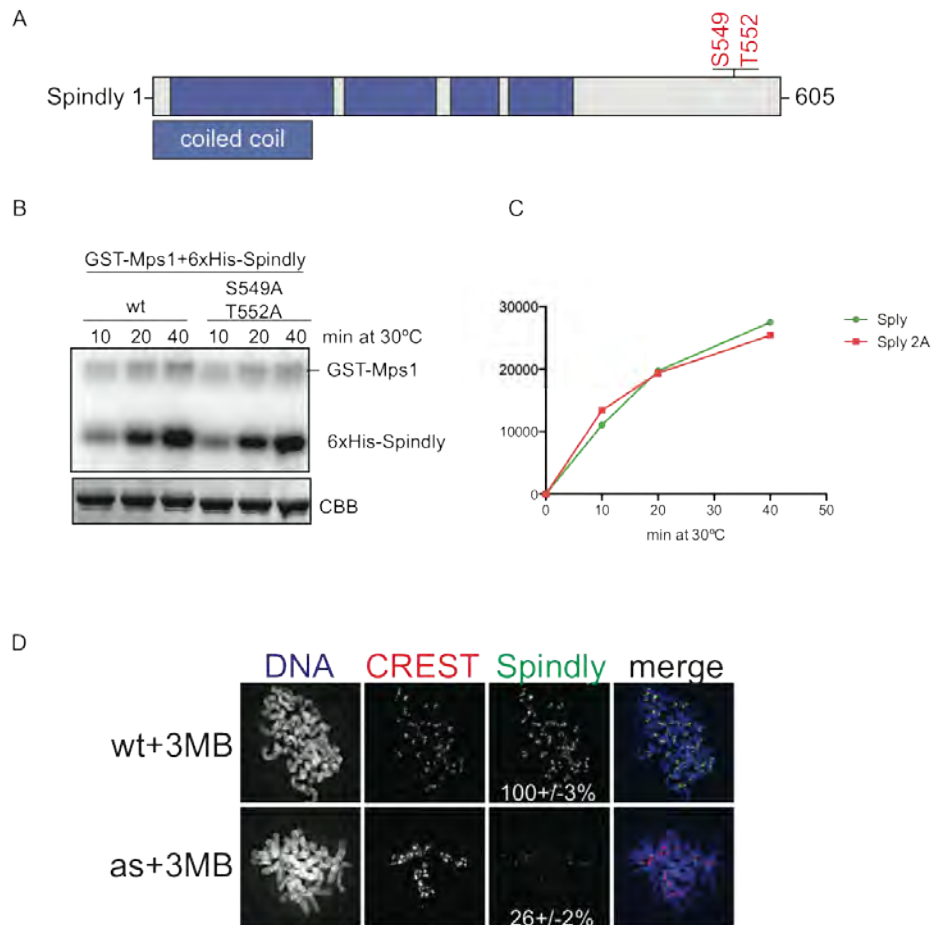 A
S549
T552
Spindly 1
605
coiled coil
B
GST-Mps1+6xHis-Spindly
wt
S549A
T552A
10 20 40 10 20 40 min at 30ºC
GST-Mps1
6xHis-Spindly
CBB
C
30000
20000
10000
0
0 10 20 30 40 50
min at 30ºC
Sply
Sply 2A
D
DNA CREST Spindly merge
wt+3MB
100+/-3%
as+3MB
26+/-2%